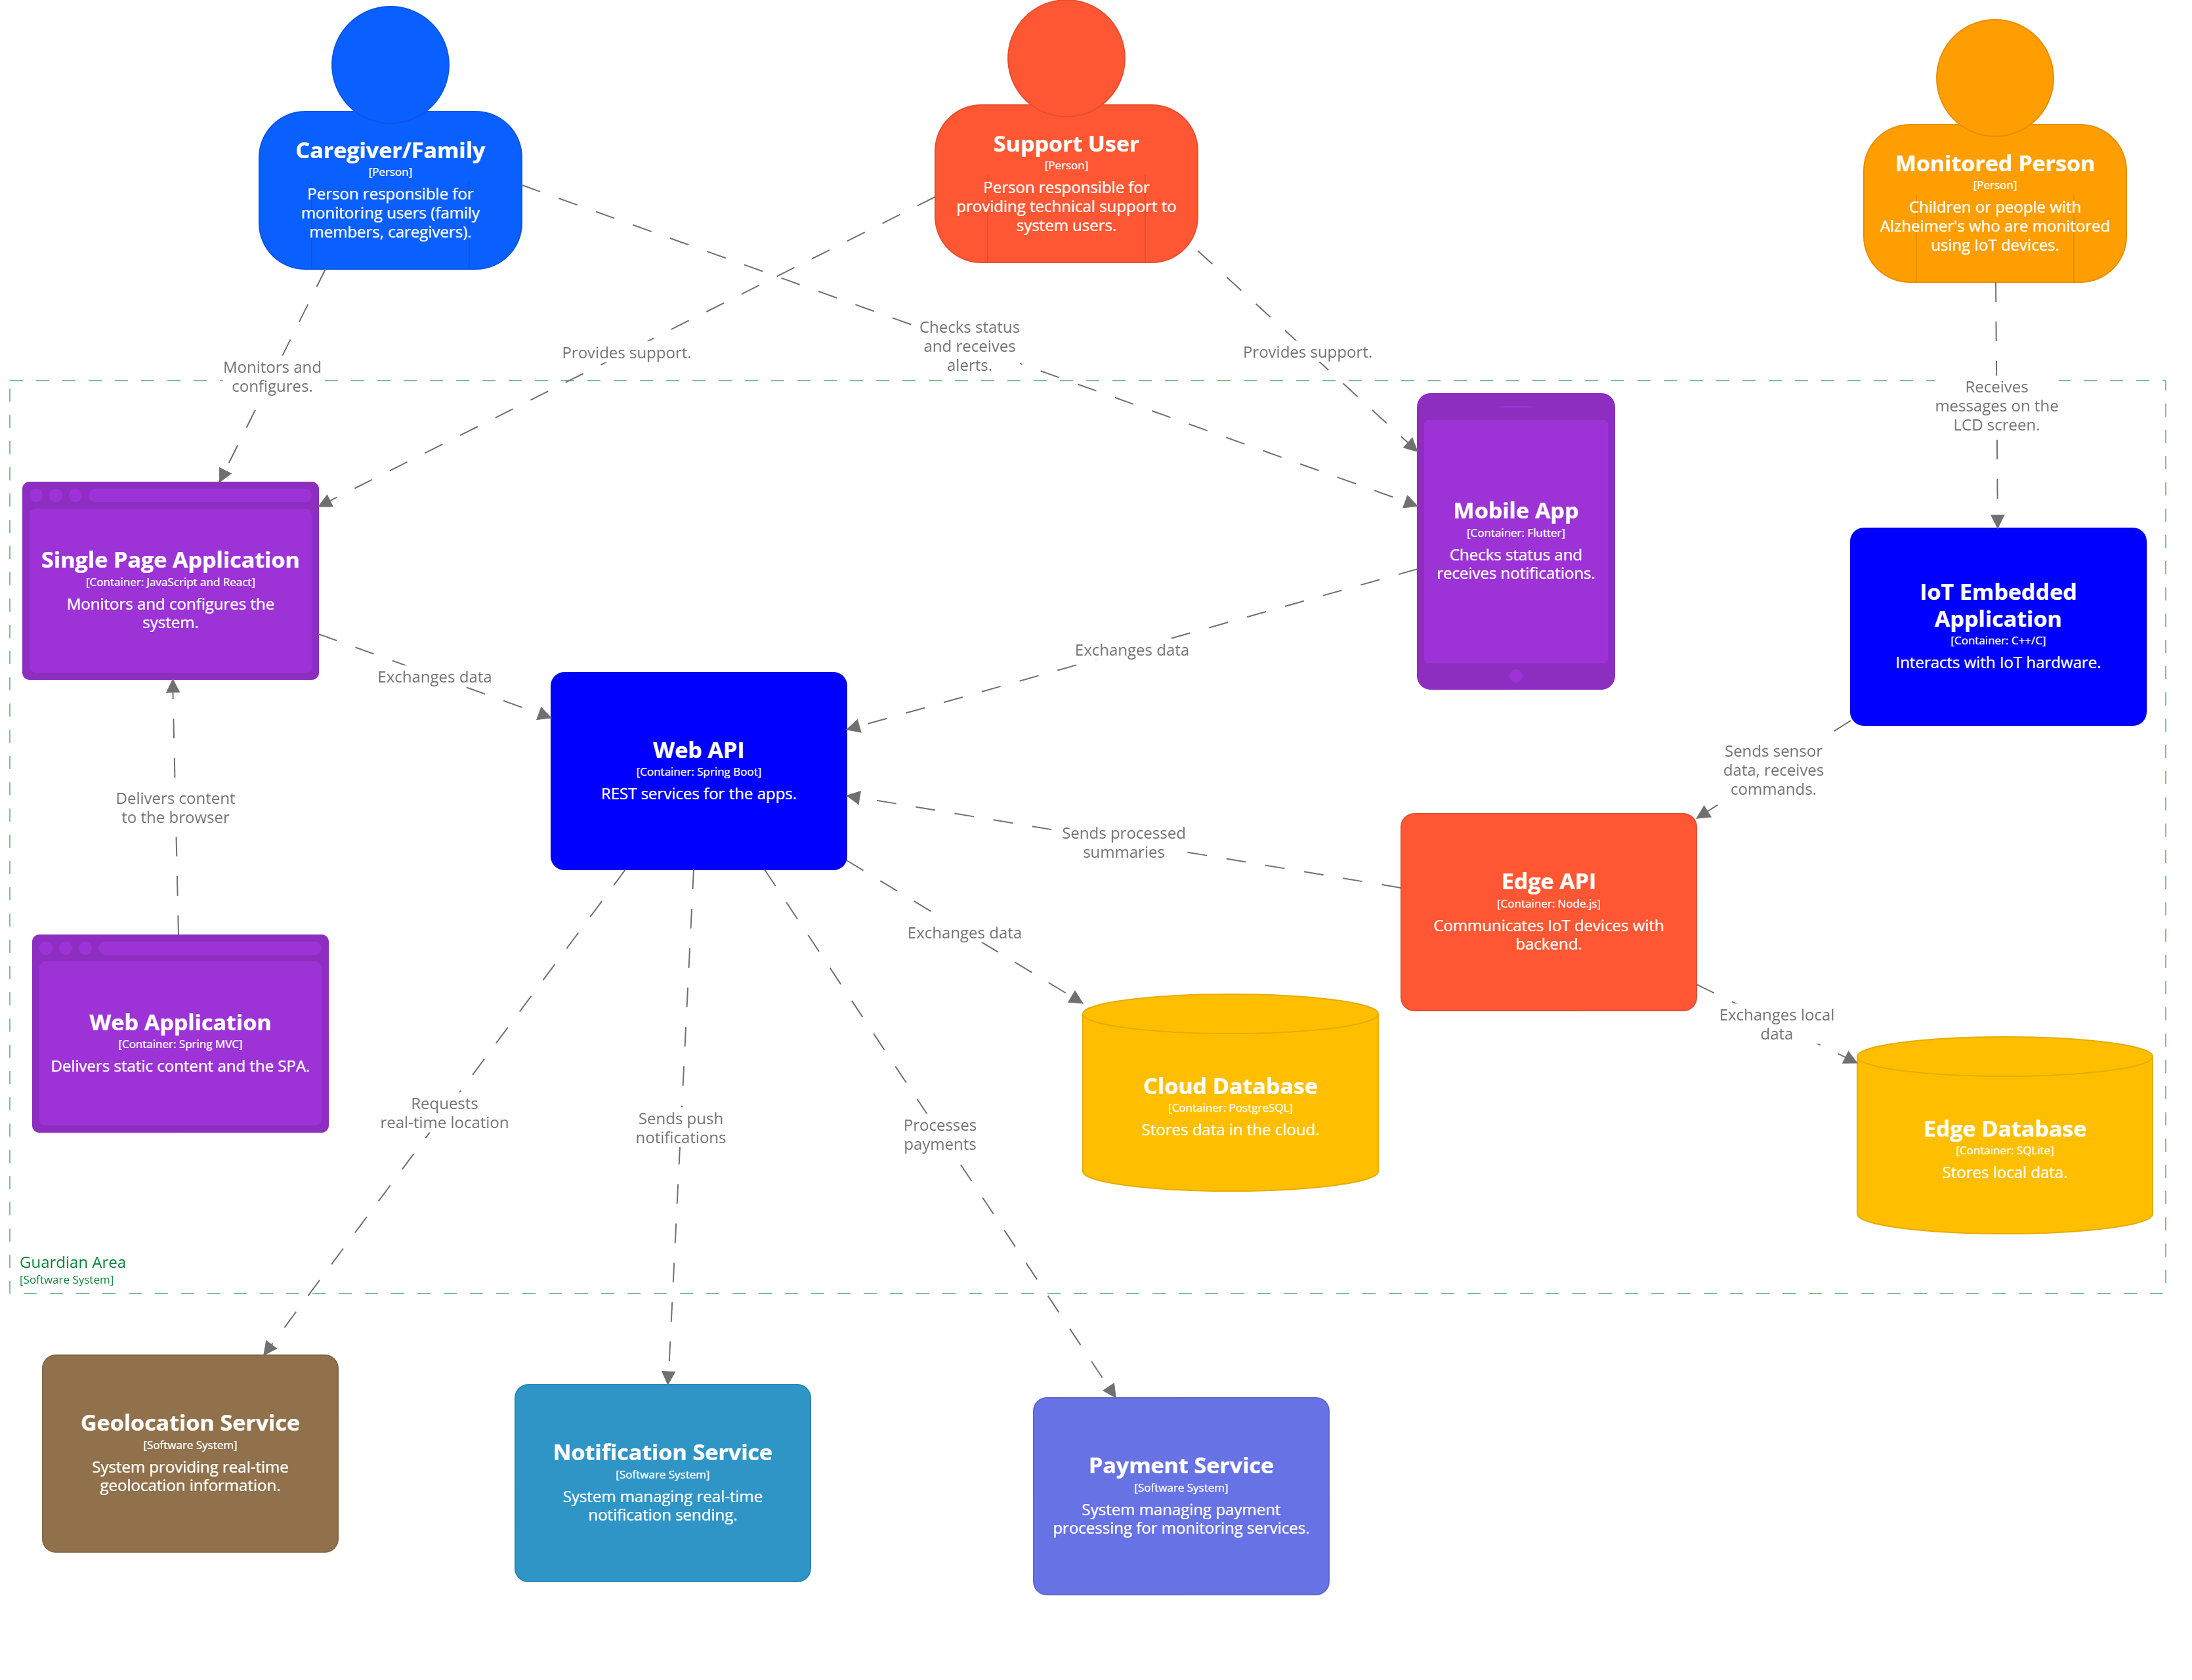 Caregiver/Family
[Person]
Person responsible for
monitoring users (family
members, caregivers).
Support User
[Person]
Person responsible for
providing technical support to
system users.
Monitored Person
[Person]
Children or people with
Alzheimer's who are monitored
using IoT devices.
Monitors and
configures.
Provides support.
Checks status
and receives
alerts.
Provides support.
Receives
messages on the
LCD screen.
Single Page Application
[Container: JavaScript and React]
Monitors and configures the
system.
Mobile App
[Container: Flutter]
Checks status and
receives notifications.
IoT Embedded
Application
[Container: C++/C]
Interacts with IoT hardware.
Exchanges data
Exchanges data
Web API
[Container: Spring Boot]
REST services for the apps.
Sends sensor
data, receives
commands.
Delivers content
to the browser
Sends processed
summaries
Edge API
[Container: Node.js]
Communicates IoT devices with
backend.
Exchanges data
Web Application
[Container: Spring MVC]
Delivers static content and the SPA.
Exchanges local
data
Cloud Database
[Container: PostgreSQL]
Stores data in the cloud.
Edge Database
[Container: SQLite]
Stores local data.
Requests
real-time location
Sends push
notifications
Processes
payments
Guardian Area
[Software System]
Geolocation Service
[Software System]
System providing real-time
geolocation information.
Notification Service
[Software System]
System managing real-time
notification sending.
Payment Service
[Software System]
System managing payment
processing for monitoring services.